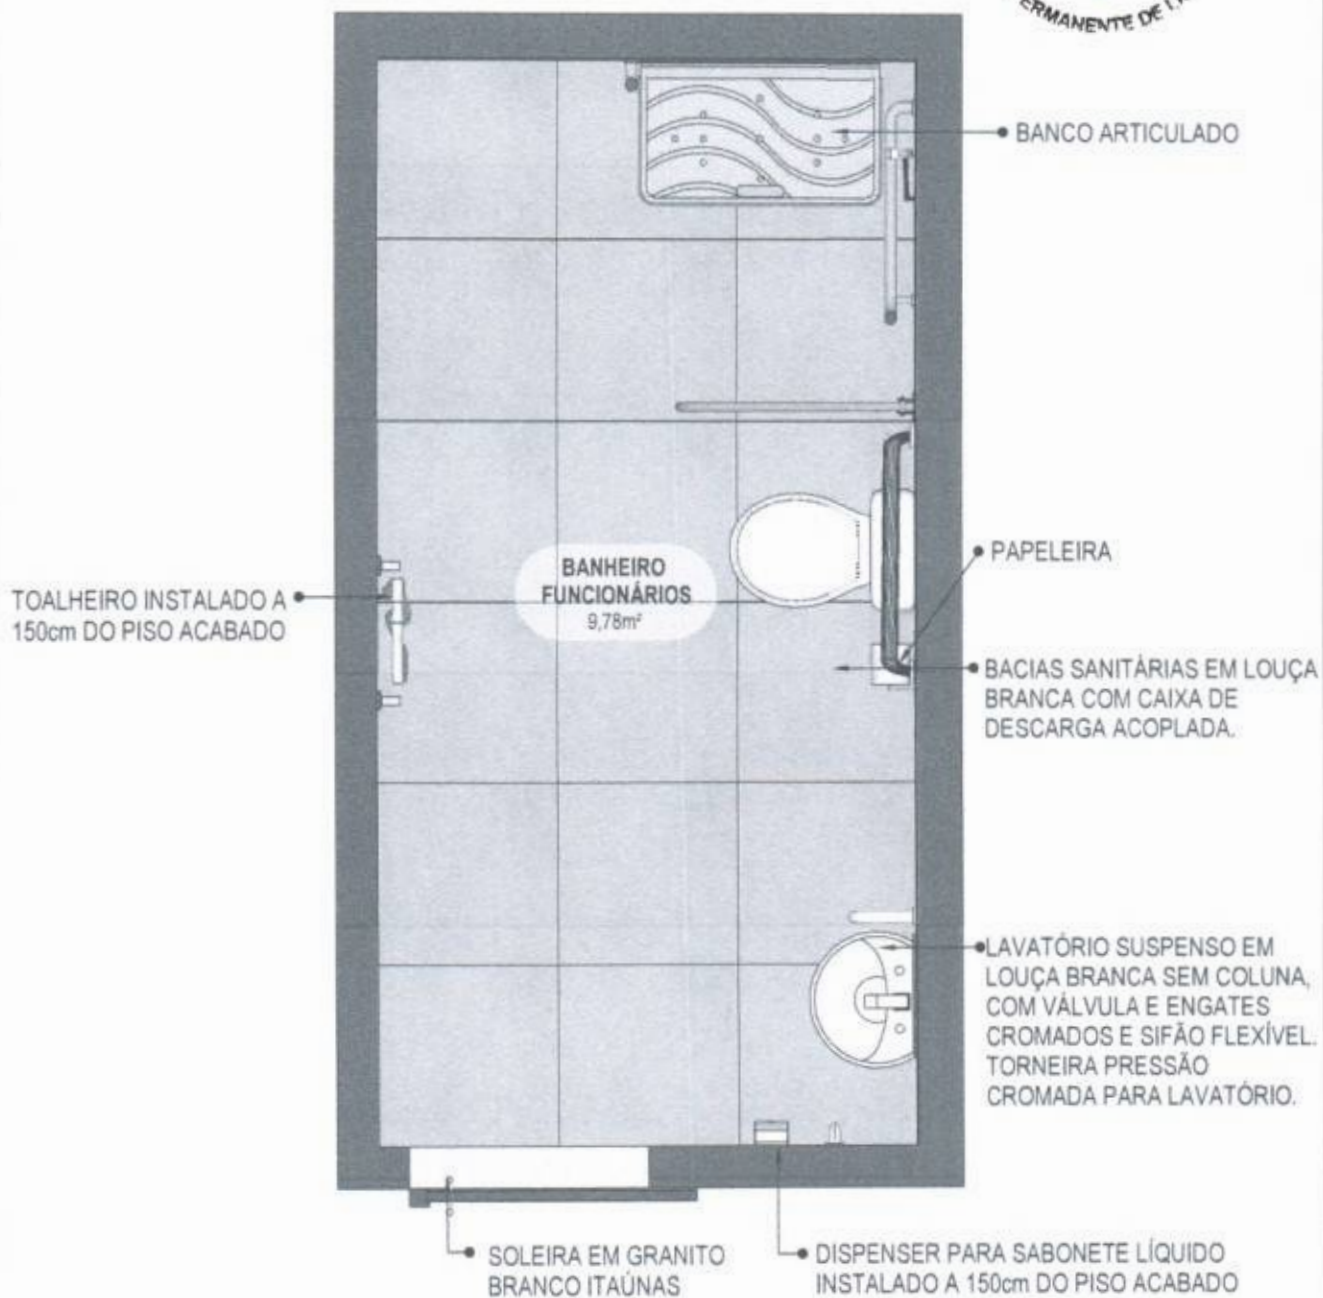 ERMANENTE DE
BANCO ARTICULADO
PAPELEIRA
BANHEIRO
FUNCIONÁRIOS
9,78m²
TOALHEIRO INSTALADO A
150cm DO PISO ACABADO
BACIAS SANITÁRIAS EM LOUÇA
BRANCA COM CAIXA DE
DESCARGA ACOPLADA.
LAVATÓRIO SUSPENSO EM
LOUÇA BRANCA SEM COLUNA,
COM VÁLVULA E ENGATES
CROMADOS E SIFÃO FLEXÍVEL.
TORNEIRA PRESSÃO
CROMADA PARA LAVATÓRIO.
SOLEIRA EM GRANITO
BRANCO ITAÚNAS
DISPENSER PARA SABONETE LÍQUIDO
INSTALADO A 150cm DO PISO ACABADO